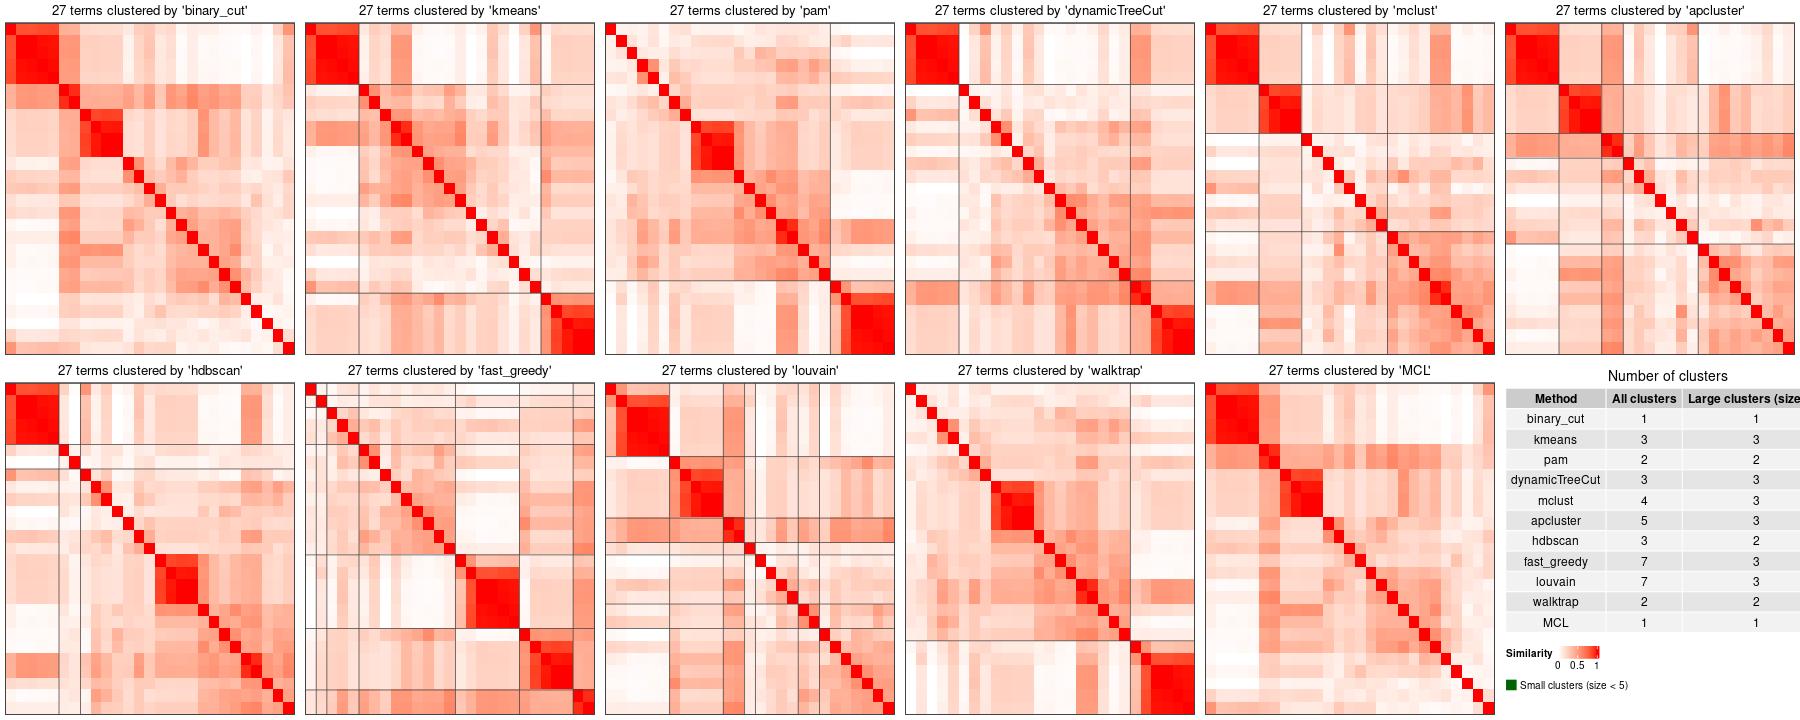 27 terms clustered by 'binary_cut'
27 terms clustered by 'kmeans'
27 terms clustered by 'pam'
27 terms clustered by 'dynamicTreeCut'
27 terms clustered by 'mclust'
27 terms clustered by 'apcluster'
27 terms clustered by 'hdbscan'
27 terms clustered by 'fast_greedy'
27 terms clustered by 'louvain'
27 terms clustered by 'walktrap'
27 terms clustered by 'MCL'
Number of clusters
Method All clusters Large clusters (size
binary_cut 1 1
kmeans 3 3
pam 2 2
dynamicTreeCut 3 3
mclust 4 3
apcluster 5 3
hdbscan 3 2
fast_greedy 7 3
louvain 7 3
walktrap 2 2
MCL 1 1
Similarity
0 0.5 1
Small clusters (size < 5)